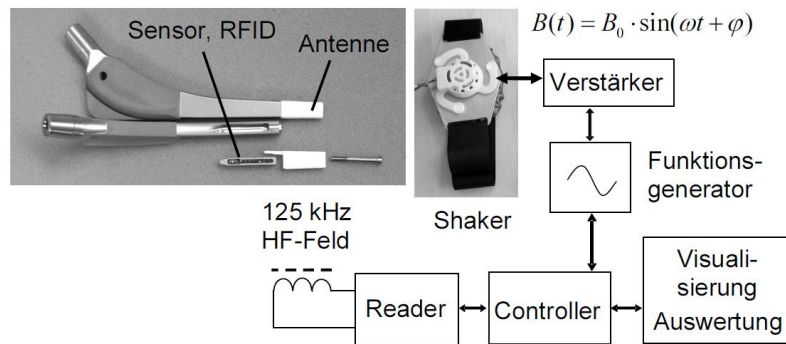 Sensor, RFID
Antenne
B(t) = B₀ · sin(ωt + φ)
Verstärker
Funktions-
generator
Shaker
125 kHz
HF-Feld
Reader
Controller
Visuali-
sierung
Auswertung